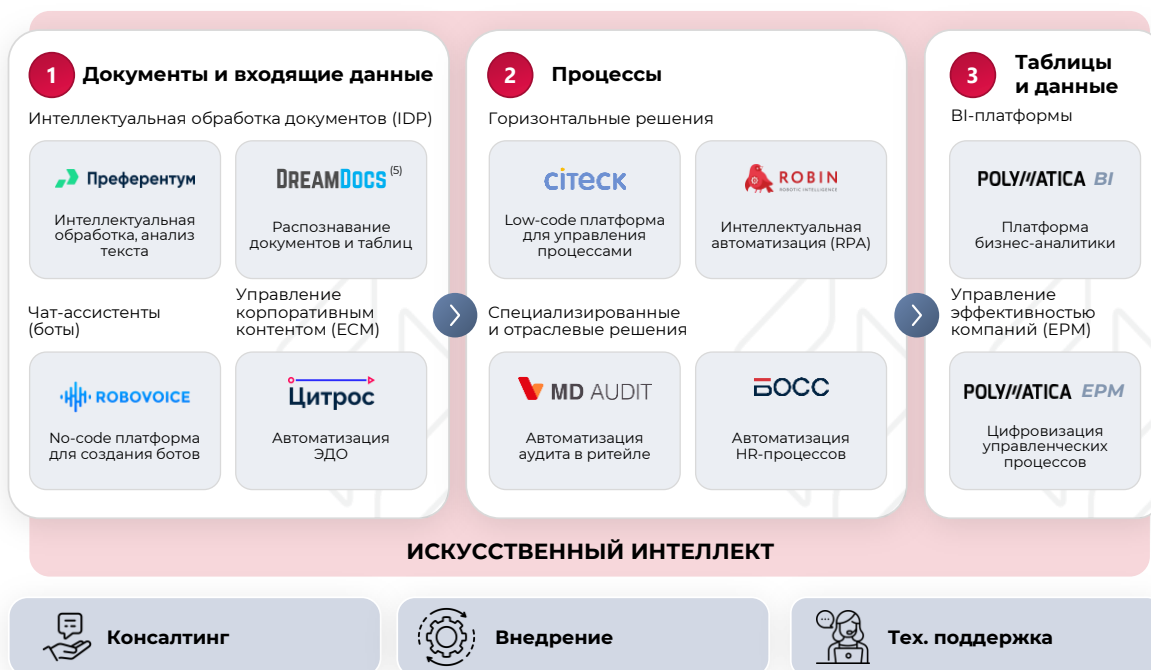 1 Документы и входящие данные
Интеллектуальная обработка документов (IDP)
Преферентум
Интеллектуальная
обработка, анализ
текста
DREAMDOCS (5)
Распознавание
документов и таблиц
Чат-ассистенты
(боты)
ROBOVOICE
No-code платформа
для создания ботов
Управление
корпоративным
контентом (ECM)
Цитрос
Автоматизация
ЭДО
2 Процессы
Горизонтальные решения
CITECK
Low-code платформа
для управления
процессами
ROBIN
ROBOTIC INTELLIGENCE
Интеллектуальная
автоматизация (RPA)
Специализированные
и отраслевые решения
MD AUDIT
Автоматизация
аудита в ритейле
БОСС
Автоматизация
HR-процессов
3 Таблицы
и данные
BI-платформы
POLYMATICA BI
Платформа
бизнес-аналитики
Управление
эффективностью
компаний (EPM)
POLYMATICA EPM
Цифровизация
управленческих
процессов
ИСКУССТВЕННЫЙ ИНТЕЛЛЕКТ
Консалтинг
Внедрение
Тех. поддержка